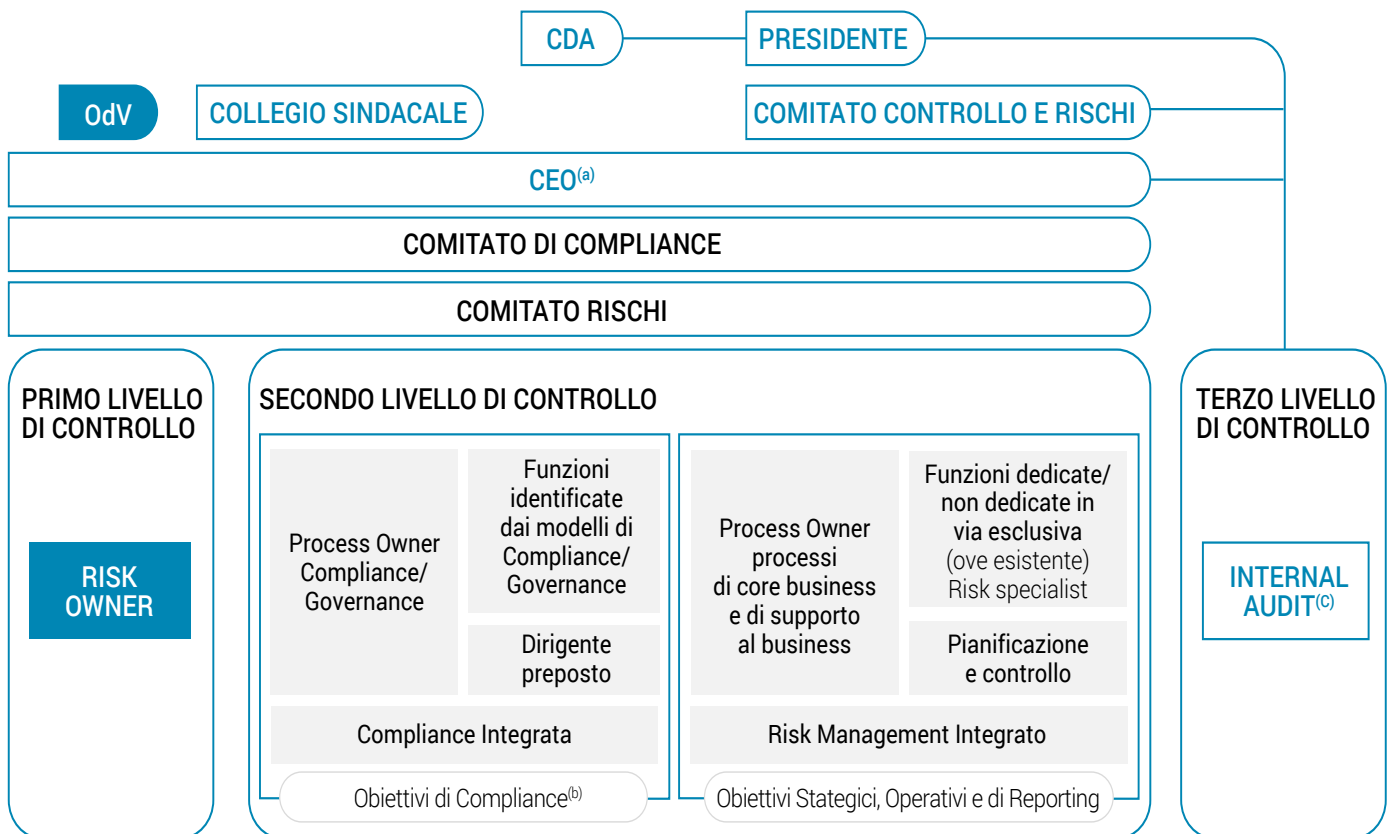 CDA
PRESIDENTE
OdV
COLLEGIO SINDACALE
COMITATO CONTROLLO E RISCHI
CEO(a)
COMITATO DI COMPLIANCE
COMITATO RISCHI
PRIMO LIVELLO
DI CONTROLLO
RISK
OWNER
SECONDO LIVELLO DI CONTROLLO
Process Owner
Compliance/
Governance
Funzioni
identificate
dai modelli di
Compliance/
Governance
Dirigente
preposto
Compliance Integrata
Obiettivi di Compliance(b)
Process Owner
processi
di core business
e di supporto
al business
Funzioni dedicate/
non dedicate in
via esclusiva
(ove esistente)
Risk specialist
Pianificazione
e controllo
Risk Management Integrato
Obiettivi Stategici, Operativi e di Reporting
TERZO LIVELLO
DI CONTROLLO
INTERNAL
AUDIT(C)